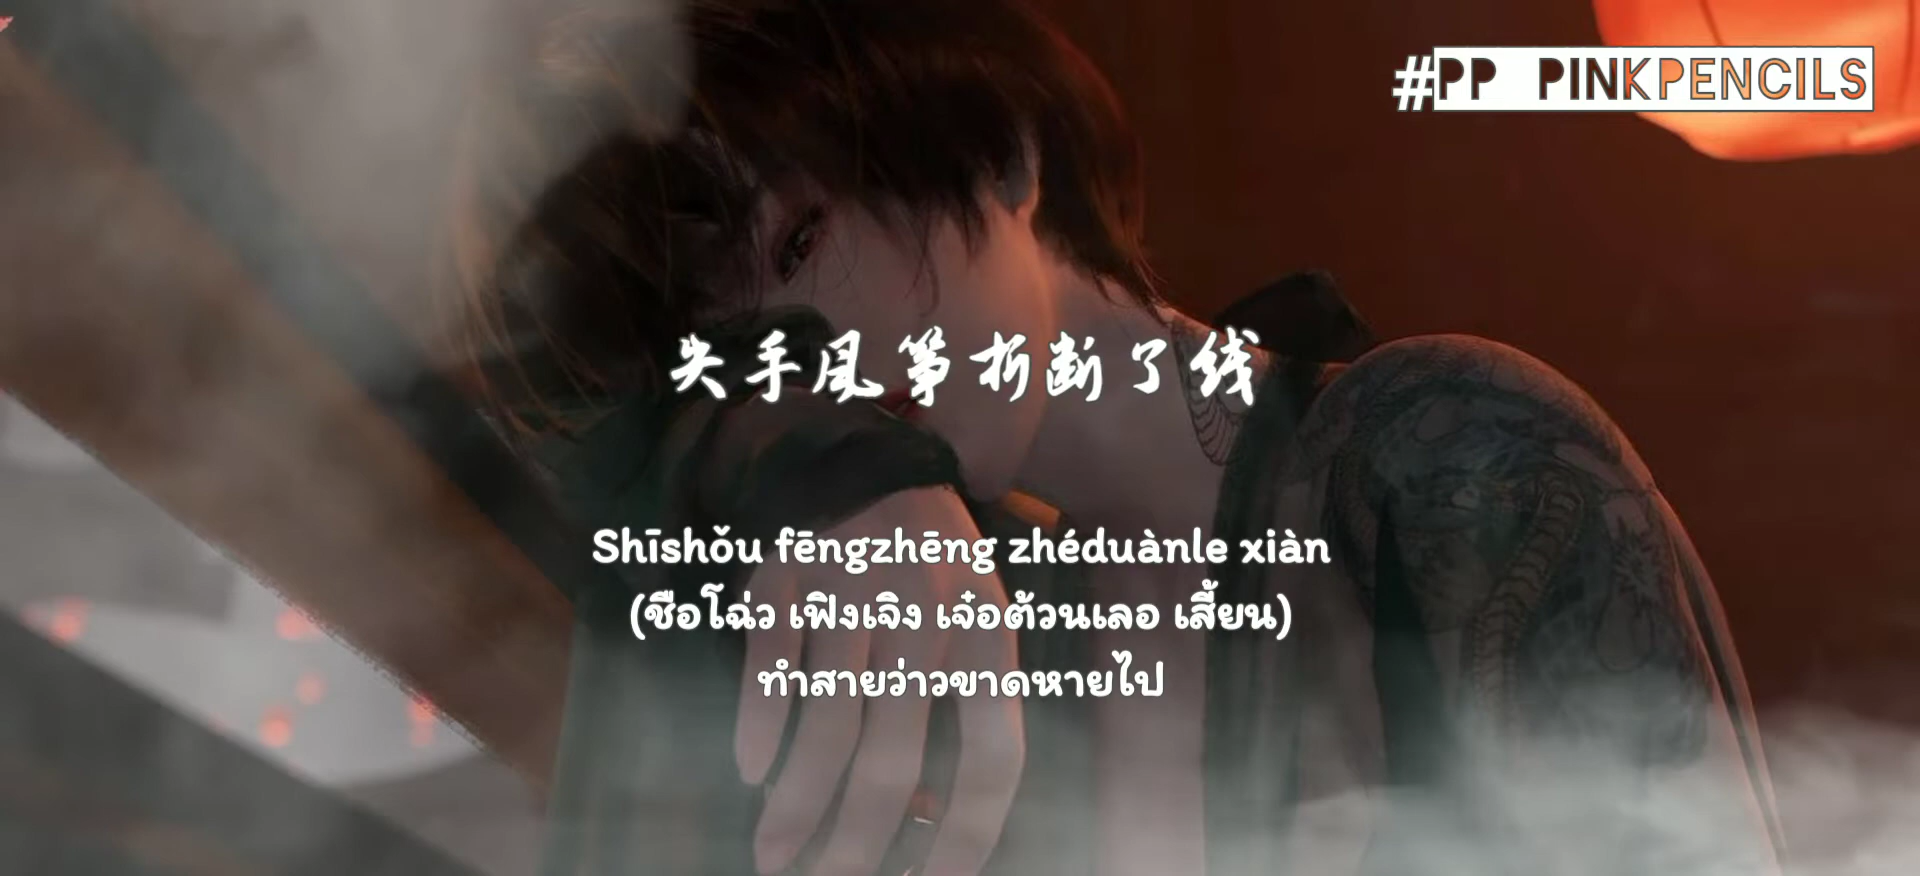 #PP PINKPENCILS
失手风筝折断了线
Shīshǒu fēngzhēng zhéduànle xiàn
(ซือโฉ่ว เฟิงเจิง เจ๋อต้วนเลอ เสี้ยน)
ทำสายว่าวขาดหายไป